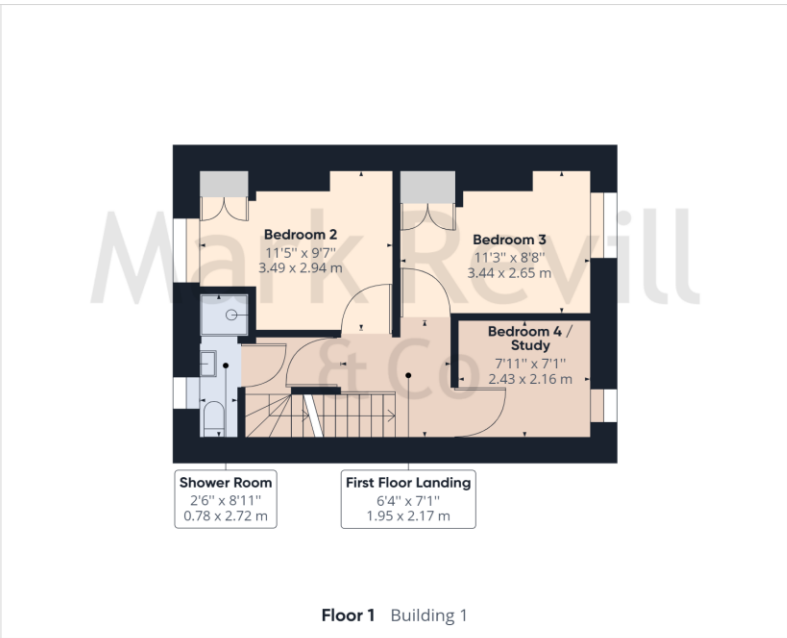 Mark Revill
& Co
Bedroom 2
11'5" x 9'7"
3.49 x 2.94 m
Bedroom 3
11'3" x 8'8"
3.44 x 2.65 m
Bedroom 4 /
Study
7'11" x 7'1"
2.43 x 2.16 m
Shower Room
2'6" x 8'11"
0.78 x 2.72 m
First Floor Landing
6'4" x 7'1"
1.95 x 2.17 m
Floor 1 Building 1